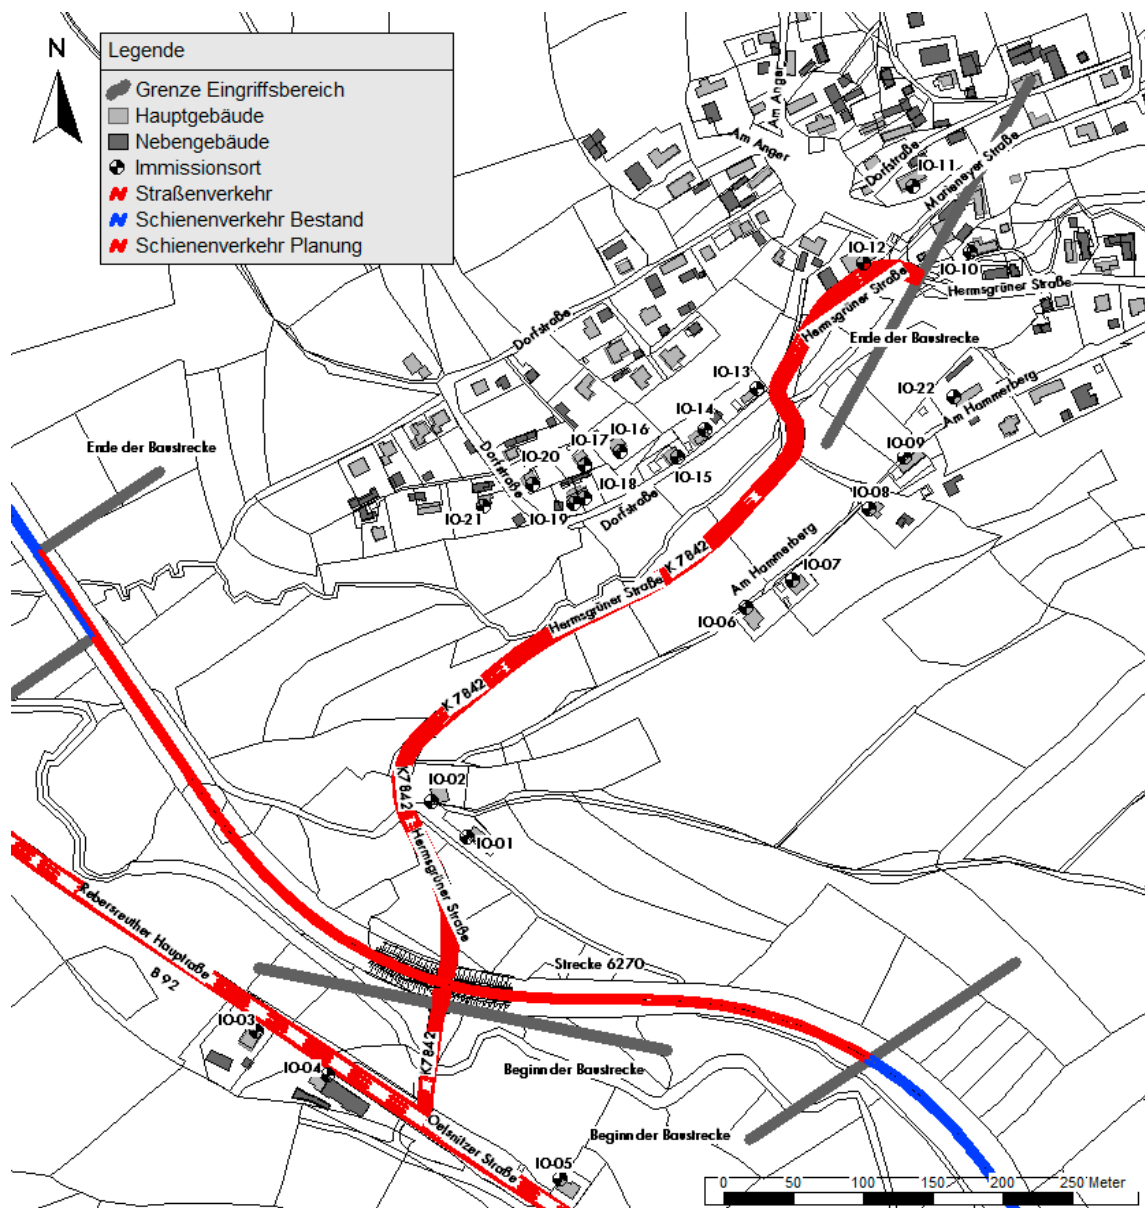 N
Legende
Grenze Eingriffsbereich
Hauptgebäude
Nebengebäude
Immissionsort
Straßenverkehr
Schienenverkehr Bestand
Schienenverkehr Planung
Am Anger
Am Anger
Dorfstraße
IO-11
Marieneyer Straße
IO-12
IO-10
Hermsgrüner Straße
Hermsgrüner Straße
Dorfstraße
Ende der Baustrecke
IO-13
IO-22
Am Hammerberg
IO-14
IO-16
IO-17
IO-09
Ende der Baustrecke
Dorfstraße
IO-20
IO-15
IO-18
IO-08
IO-21
IO-19
Dorfstraße
K 7842
Am Hammerberg
IO-07
Hermsgrüner Straße
IO-06
K 7842
K7842
IO-02
IO-01
Hermsgrüner Straße
Rebersreuther Hauptraße
B 92
Strecke 6270
IO-03
K7842
IO-04
Beginn der Baustrecke
Oelsnitzer Straße
Beginn der Baustrecke
IO-05
0 50 100 150 200 250 Meter